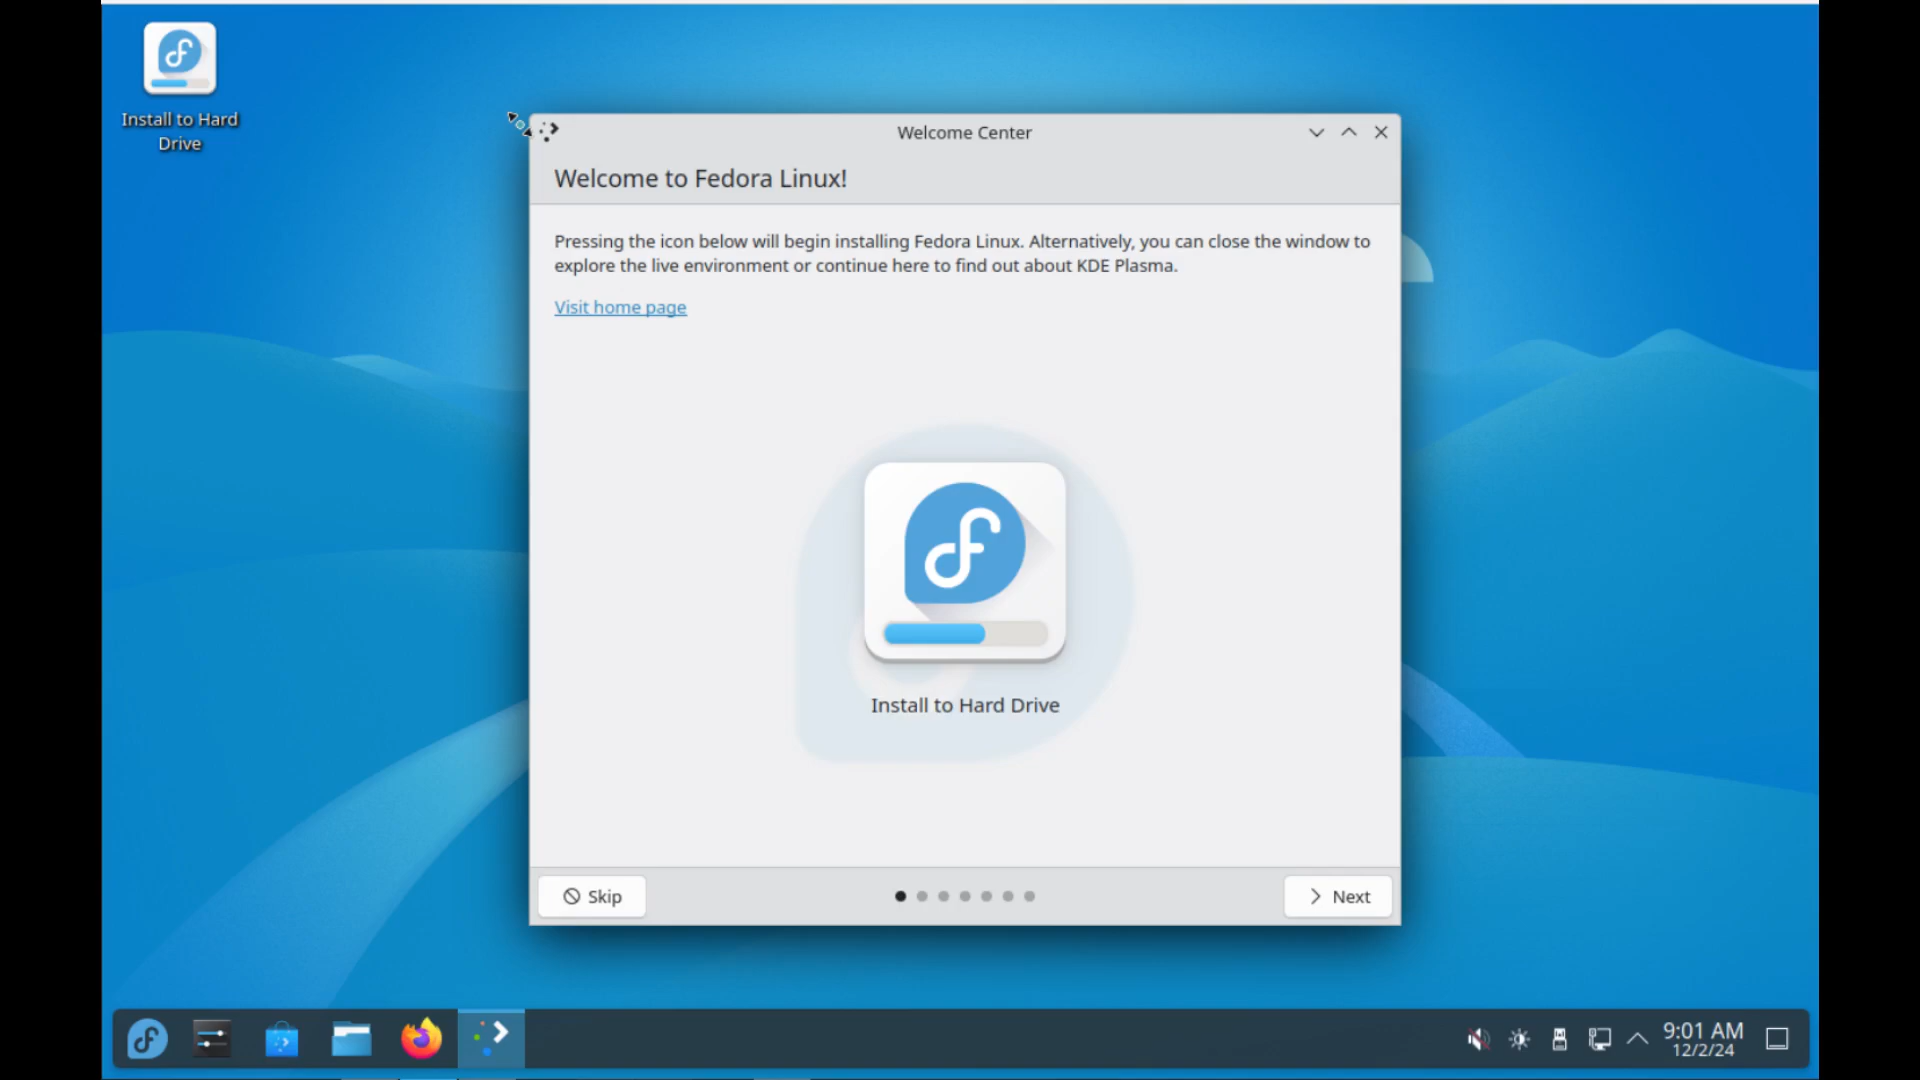 Install to Hard
Drive
Welcome Center
Welcome to Fedora Linux!
Pressing the icon below will begin installing Fedora Linux. Alternatively, you can close the window to
explore the live environment or continue here to find out about KDE Plasma.
Visit home page
Install to Hard Drive
Skip
Next
9:01 AM
12/2/24